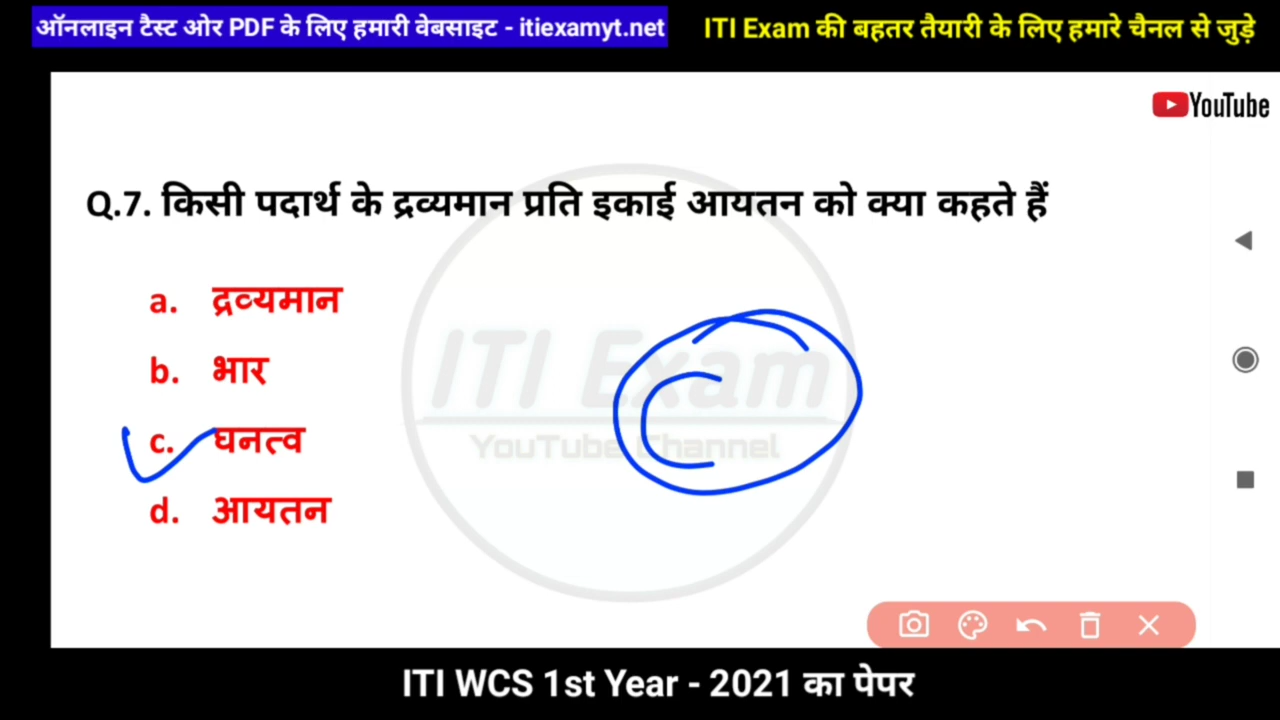 ऑनलाइन टैस्ट ओर PDF के लिए हमारी वेबसाइट - itiexamyt.net
ITI Exam की बहतर तैयारी के लिए हमारे चैनल से जुड़े
YouTube
Q.7. किसी पदार्थ के द्रव्यमान प्रति इकाई आयतन को क्या कहते हैं
a. द्रव्यमान
b. भार
c. घनत्व
d. आयतन
ITI Exam
YouTube Channel
C
ITI WCS 1st Year - 2021 का पेपर